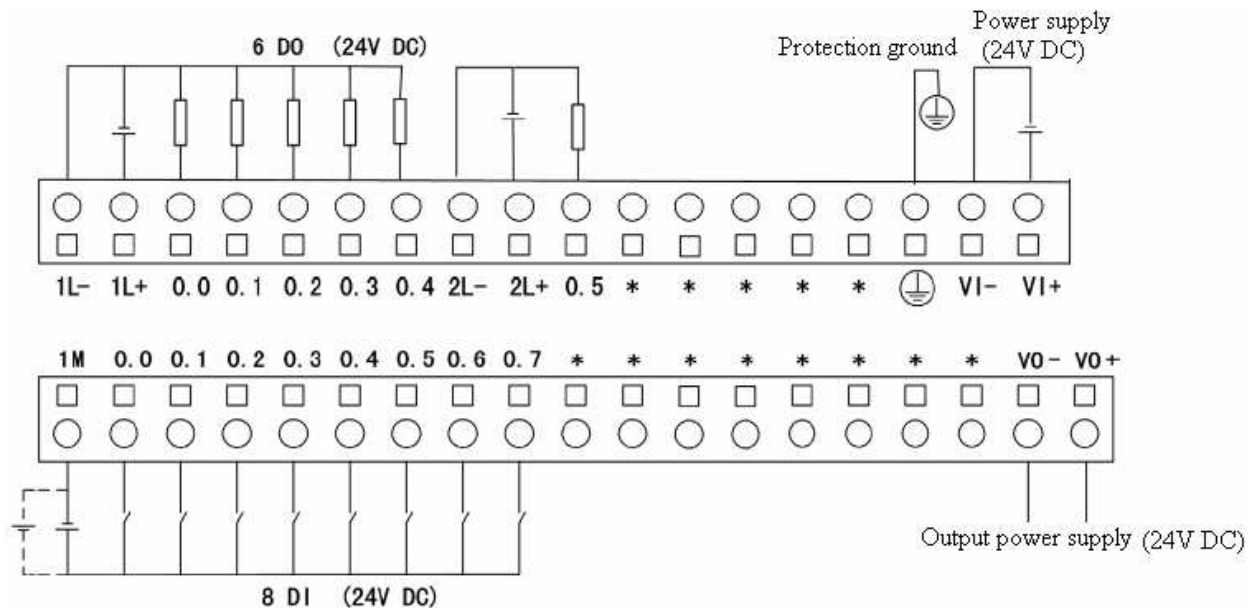 Power supply
(24V DC)
6 DO (24V DC)
Protection ground
1L- 1L+ 0.0 0.1 0.2 0.3 0.4 2L- 2L+ 0.5 * * * * * VI- VI+
1M 0.0 0.1 0.2 0.3 0.4 0.5 0.6 0.7 * * * * * * * * VO- VO+
Output power supply (24V DC)
8 DI (24V DC)